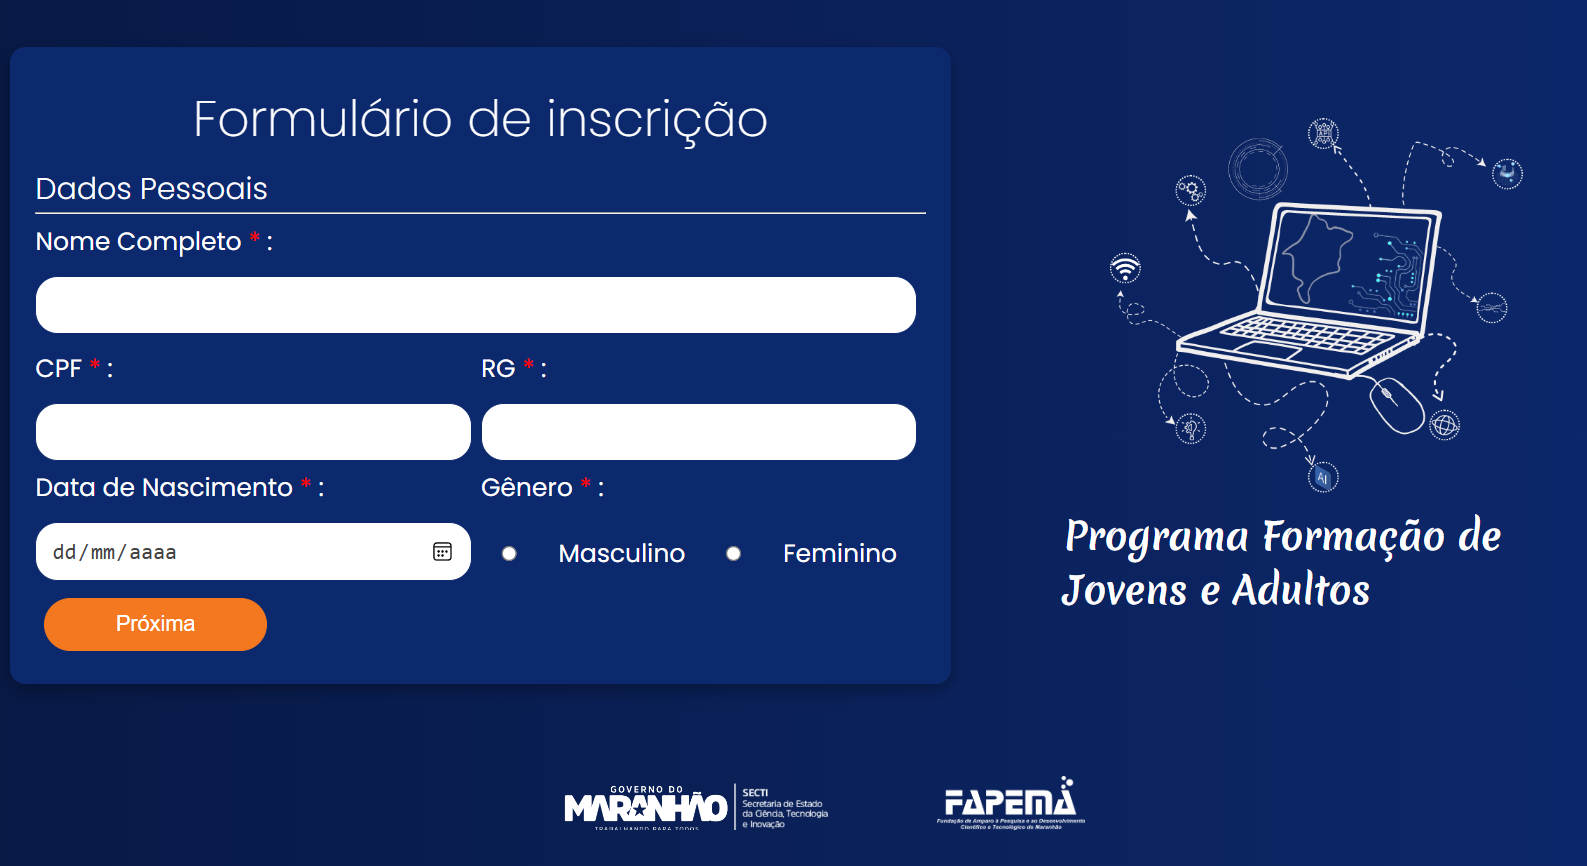 Formulário de inscrição
Dados Pessoais
Nome Completo * :
CPF * :
RG * :
Data de Nascimento * :
Gênero * :
dd/mm/aaaa
Masculino
Feminino
Próxima
AI
Programa Formação de
Jovens e Adultos
GOVERNO DO
MARANHÃO
TRABALHANDO PARA TODOS
SECTI
Secretaria de Estado
da Ciência, Tecnologia
e Inovação
FAPEMA
Fundação de Amparo à Pesquisa e ao Desenvolvimento
Científico e Tecnológico do Maranhão